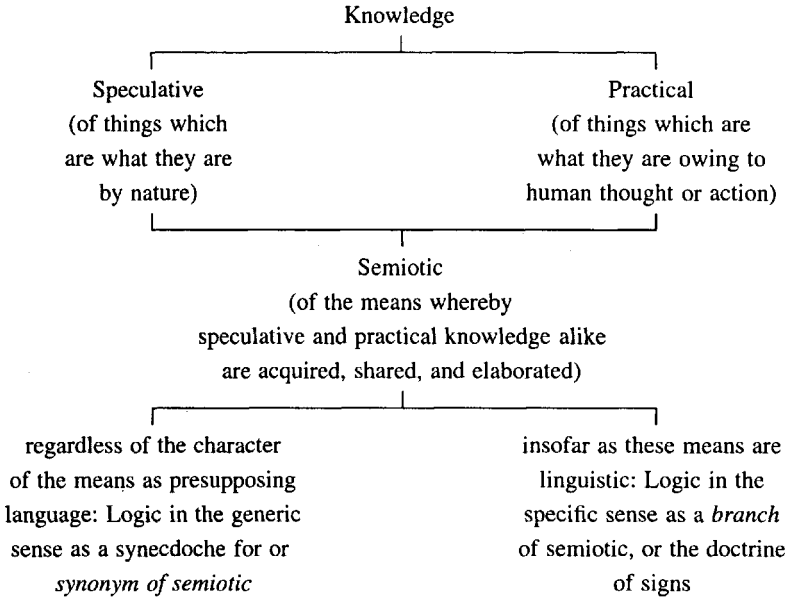 Knowledge
Speculative
(of things which
are what they are
by nature)
Practical
(of things which are
what they are owing to
human thought or action)
Semiotic
(of the means whereby
speculative and practical knowledge alike
are acquired, shared, and elaborated)
regardless of the character
of the means as presupposing
language: Logic in the generic
sense as a synecdoche for or
synonym of semiotic
insofar as these means are
linguistic: Logic in the
specific sense as a branch
of semiotic, or the doctrine
of signs